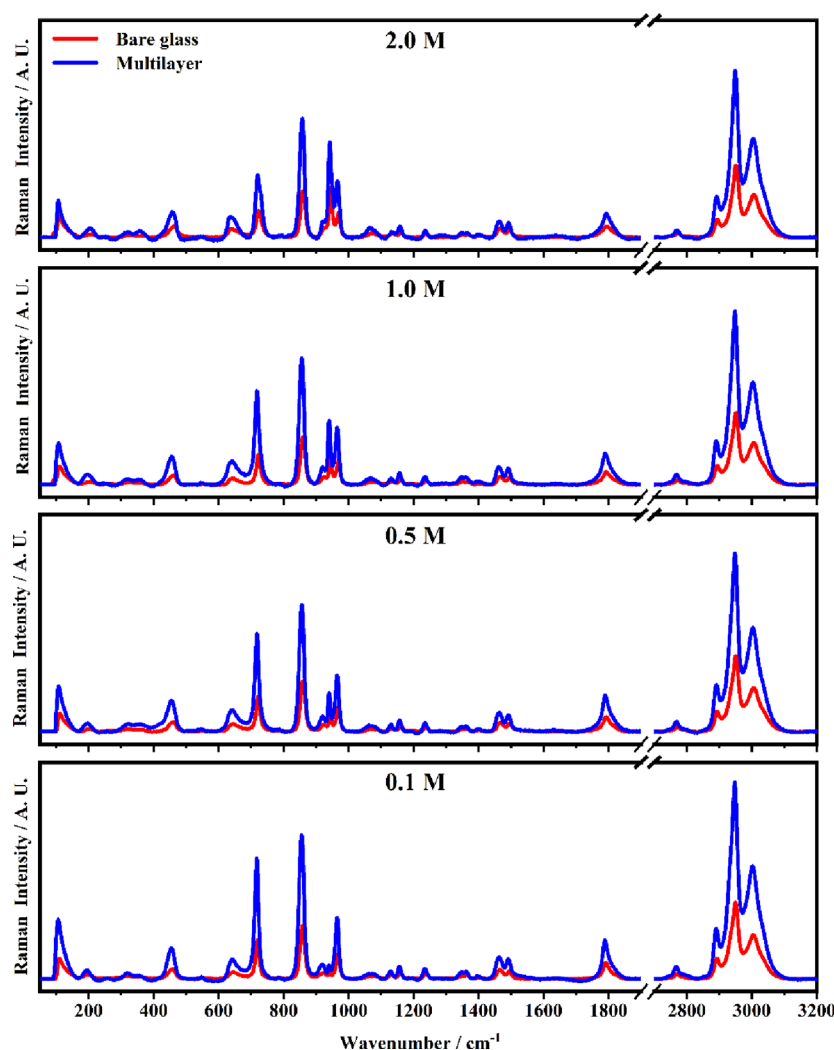 Bare glass
Multilayer
2.0 M
Raman Intensity / A. U.
1.0 M
Raman Intensity / A. U.
0.5 M
Raman Intensity / A. U.
0.1 M
Raman Intensity / A. U.
200 400 600 800 1000 1200 1400 1600 1800 2800 3000 3200
Wavenumber / cm⁻¹